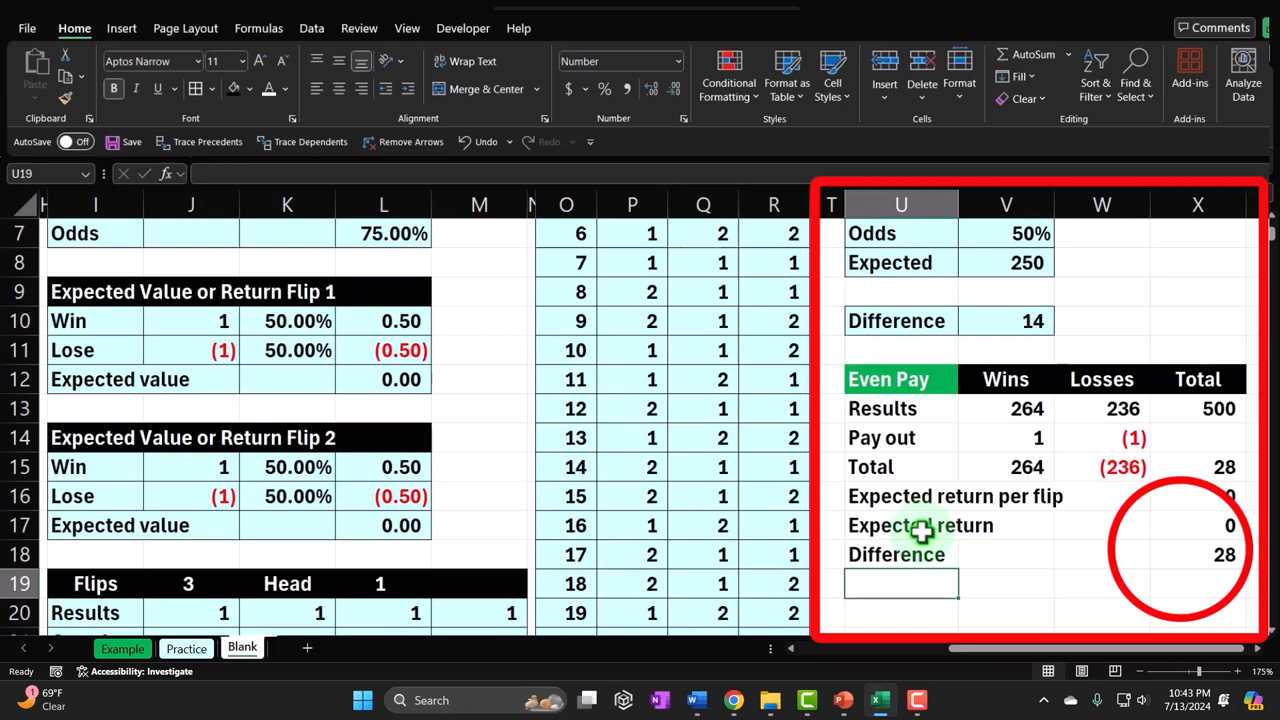 File Home Insert Page Layout Formulas Data Review View Developer Help Comments
Aptos Narrow 11 Wrap Text Number AutoSum
Paste B I U A Merge & Center $ % Conditional Formatting Format as Table Cell Styles Insert Delete Format Fill Clear Sort & Filter Find & Select Add-ins Analyze Data
Clipboard Font Alignment Number Styles Cells Editing Add-ins
AutoSave Off Save Trace Precedents Trace Dependents Remove Arrows Undo Redo
U19 fx
H I J K L M N O P Q R T U V W X
7 Odds 75.00% 6 1 2 2 Odds 50%
8 7 1 1 1 Expected 250
9 Expected Value or Return Flip 1 8 2 1 1
10 Win 1 50.00% 0.50 9 2 1 2 Difference 14
11 Lose (1) 50.00% (0.50) 10 1 1 2
12 Expected value 0.00 11 1 2 1 Even Pay Wins Losses Total
13 12 2 1 1 Results 264 236 500
14 Expected Value or Return Flip 2 13 1 2 1 Pay out 1 (1)
15 Win 1 50.00% 0.50 14 2 1 2 Total 264 (236) 28
16 Lose (1) 50.00% (0.50) 15 1 2 2 Expected return per flip 0
17 Expected value 0.00 16 1 2 1 Expected return 0
18 17 2 1 1 Difference 28
19 Flips 3 Head 1 18 2 1 2
20 Results 1 1 1 1 19 1 2 1
Example Practice Blank
Ready Accessibility: Investigate 175%
1 69°F Clear Search 10:43 PM 7/13/2024